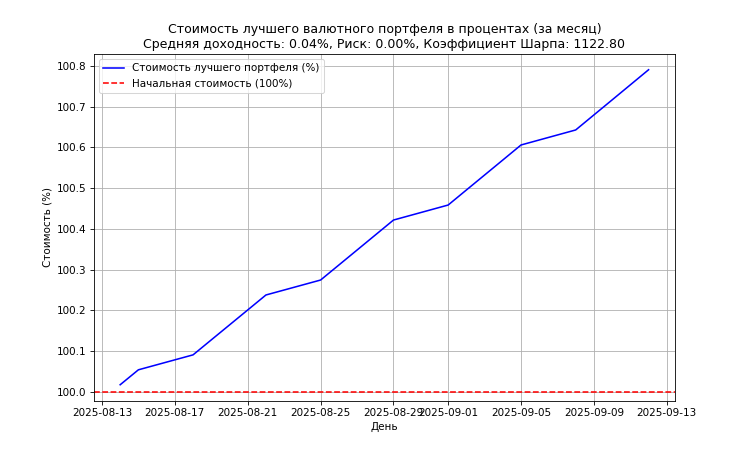 Стоимость лучшего валютного портфеля в процентах (за месяц)
Средняя доходность: 0.04%, Риск: 0.00%, Коэффициент Шарпа: 1122.80
Стоимость лучшего портфеля (%)
Начальная стоимость (100%)
Стоимость (%)
100.8
100.7
100.6
100.5
100.4
100.3
100.2
100.1
100.0
2025-08-13 2025-08-17 2025-08-21 2025-08-25 2025-08-29 2025-09-01 2025-09-05 2025-09-09 2025-09-13
День